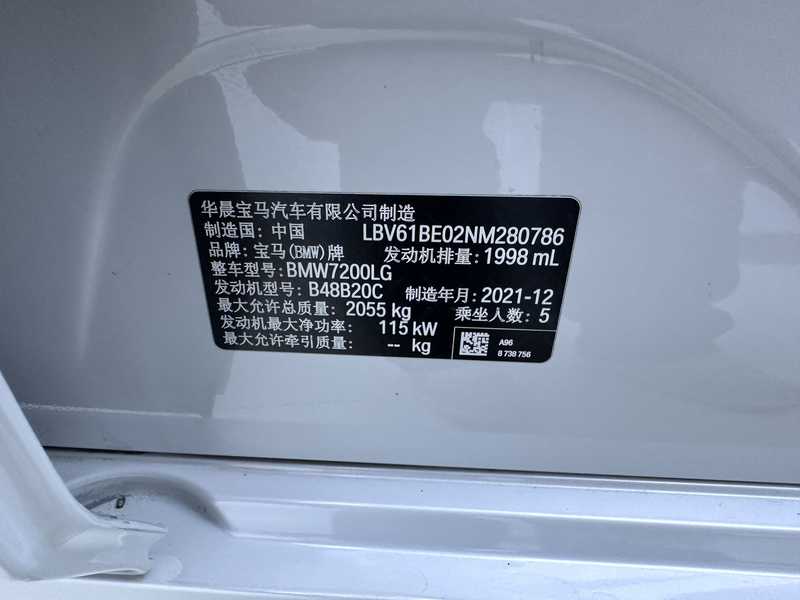 华晨宝马汽车有限公司制造
制造国: 中国 LBV61BE02NM280786
品牌: 宝马(BMW)牌 发动机排量: 1998 mL
整车型号: BMW7200LG
发动机型号: B48B20C 制造年月: 2021-12
最大允许总质量: 2055 kg 乘坐人数: 5
发动机最大净功率: 115 kW
最大允许牵引质量: -- kg
A96
8 738 756